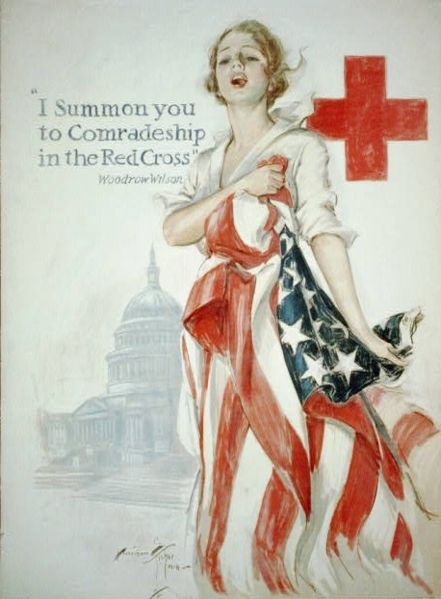 "I Summon you
to Comradeship
in the Red Cross"
Woodrow Wilson